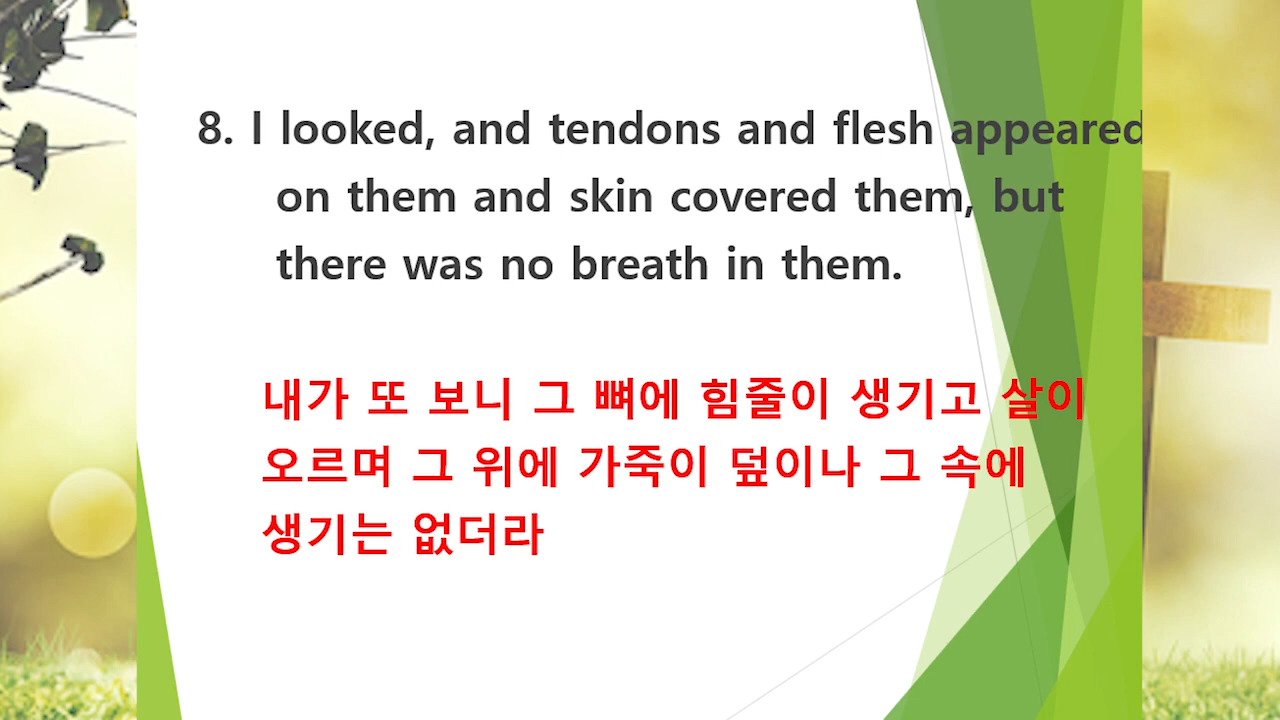 8. I looked, and tendons and flesh appeared
on them and skin covered them, but
there was no breath in them.
내가 또 보니 그 뼈에 힘줄이 생기고 살이
오르며 그 위에 가죽이 덮이나 그 속에
생기는 없더라